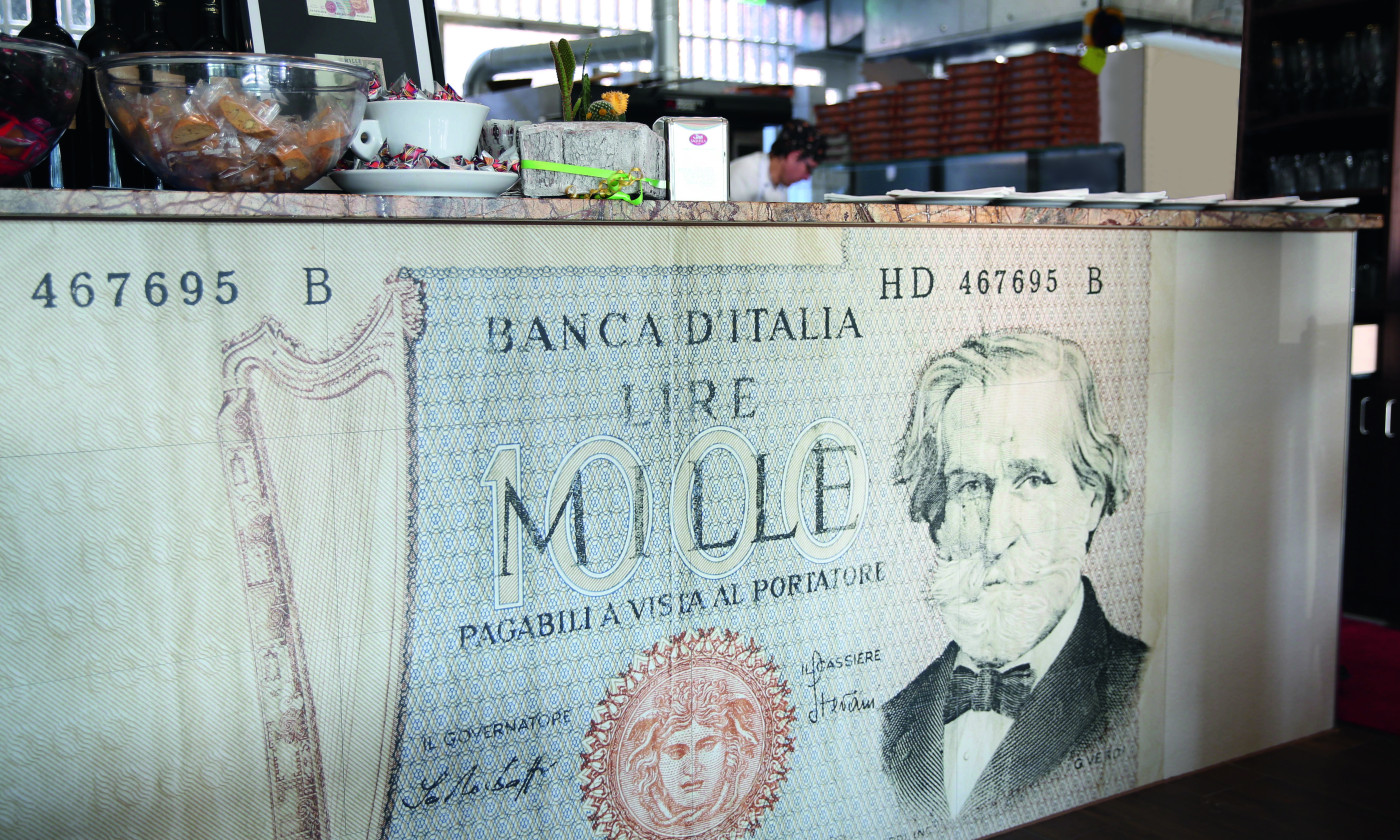 467695 B
HD 467695 B
BANCA D'ITALIA
LIRE
1000
MILLE
PAGABILI A VISTA AL PORTATORE
IL CASSIERE
IL GOVERNATORE
G. VERDI